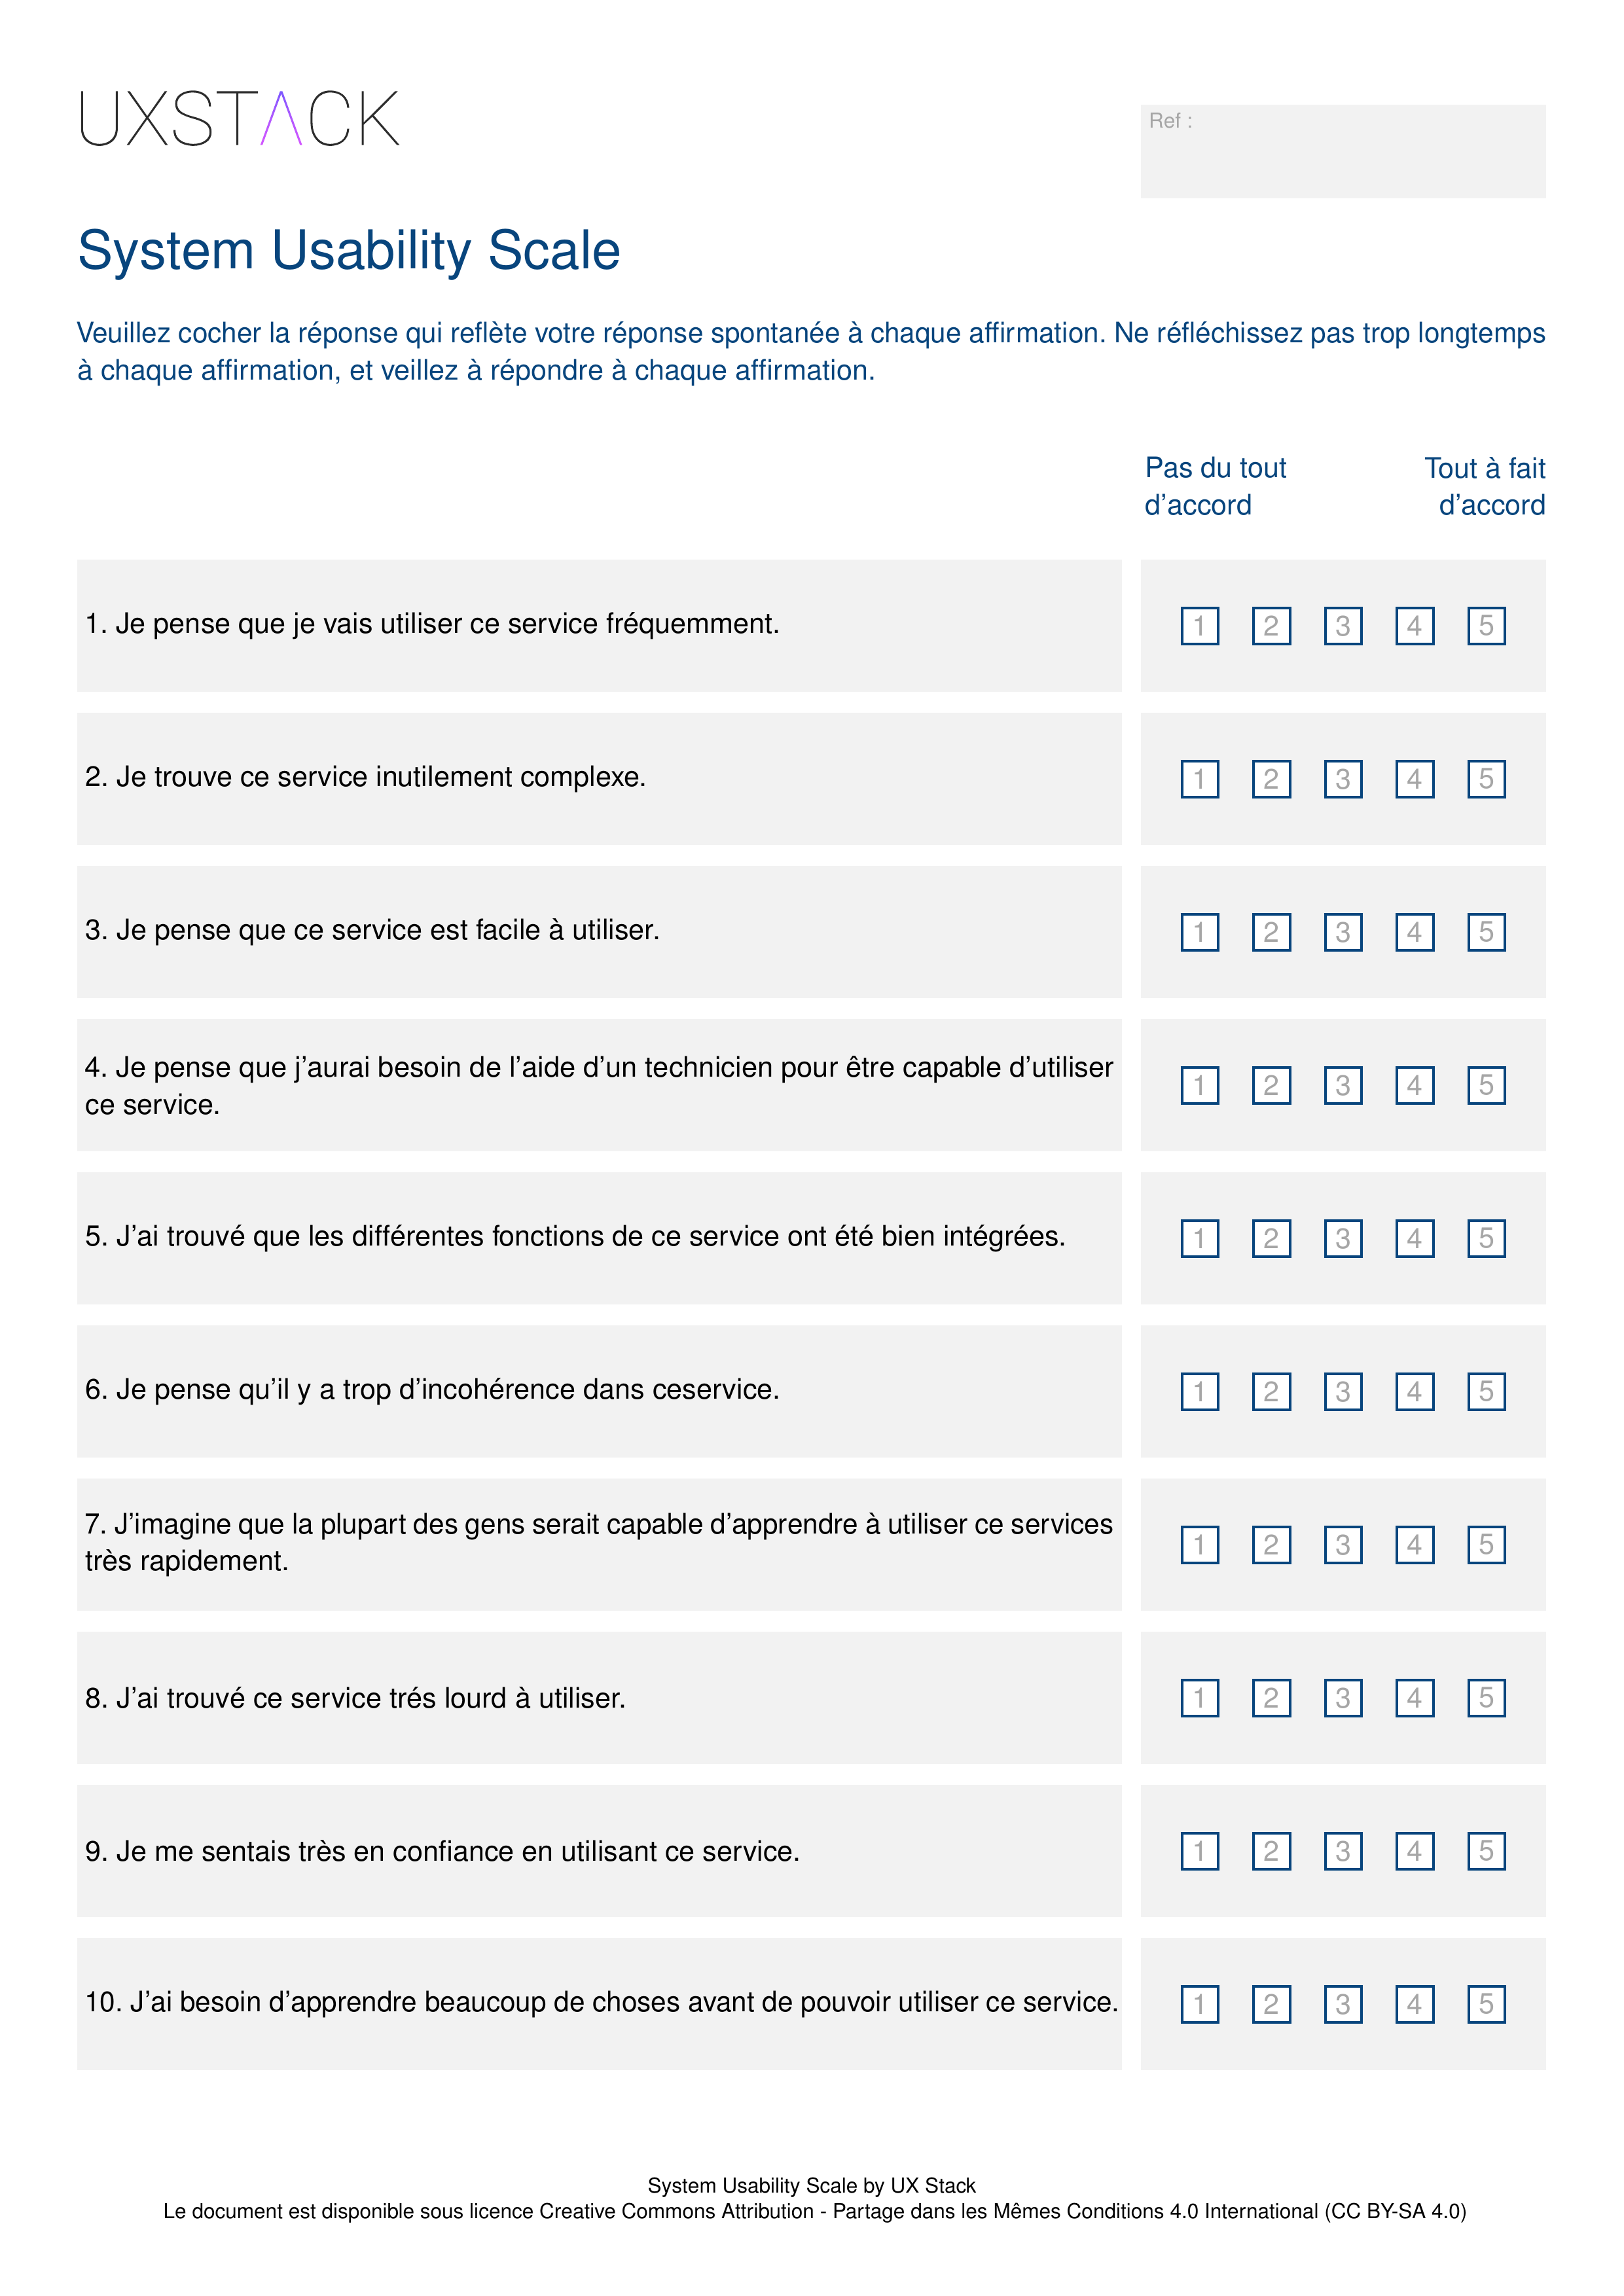 UXSTACK
Ref :
System Usability Scale
Veuillez cocher la réponse qui reflète votre réponse spontanée à chaque affirmation. Ne réfléchissez pas trop longtemps
à chaque affirmation, et veillez à répondre à chaque affirmation.
Pas du tout Tout à fait
d’accord d’accord
1. Je pense que je vais utiliser ce service fréquemment. 1 2 3 4 5
2. Je trouve ce service inutilement complexe. 1 2 3 4 5
3. Je pense que ce service est facile à utiliser. 1 2 3 4 5
4. Je pense que j’aurai besoin de l’aide d’un technicien pour être capable d’utiliser
ce service.
1 2 3 4 5
5. J’ai trouvé que les différentes fonctions de ce service ont été bien intégrées. 1 2 3 4 5
6. Je pense qu’il y a trop d’incohérence dans ceservice. 1 2 3 4 5
7. J’imagine que la plupart des gens serait capable d’apprendre à utiliser ce services
très rapidement.
1 2 3 4 5
8. J’ai trouvé ce service trés lourd à utiliser. 1 2 3 4 5
9. Je me sentais très en confiance en utilisant ce service. 1 2 3 4 5
10. J’ai besoin d’apprendre beaucoup de choses avant de pouvoir utiliser ce service. 1 2 3 4 5
System Usability Scale by UX Stack
Le document est disponible sous licence Creative Commons Attribution - Partage dans les Mêmes Conditions 4.0 International (CC BY-SA 4.0)